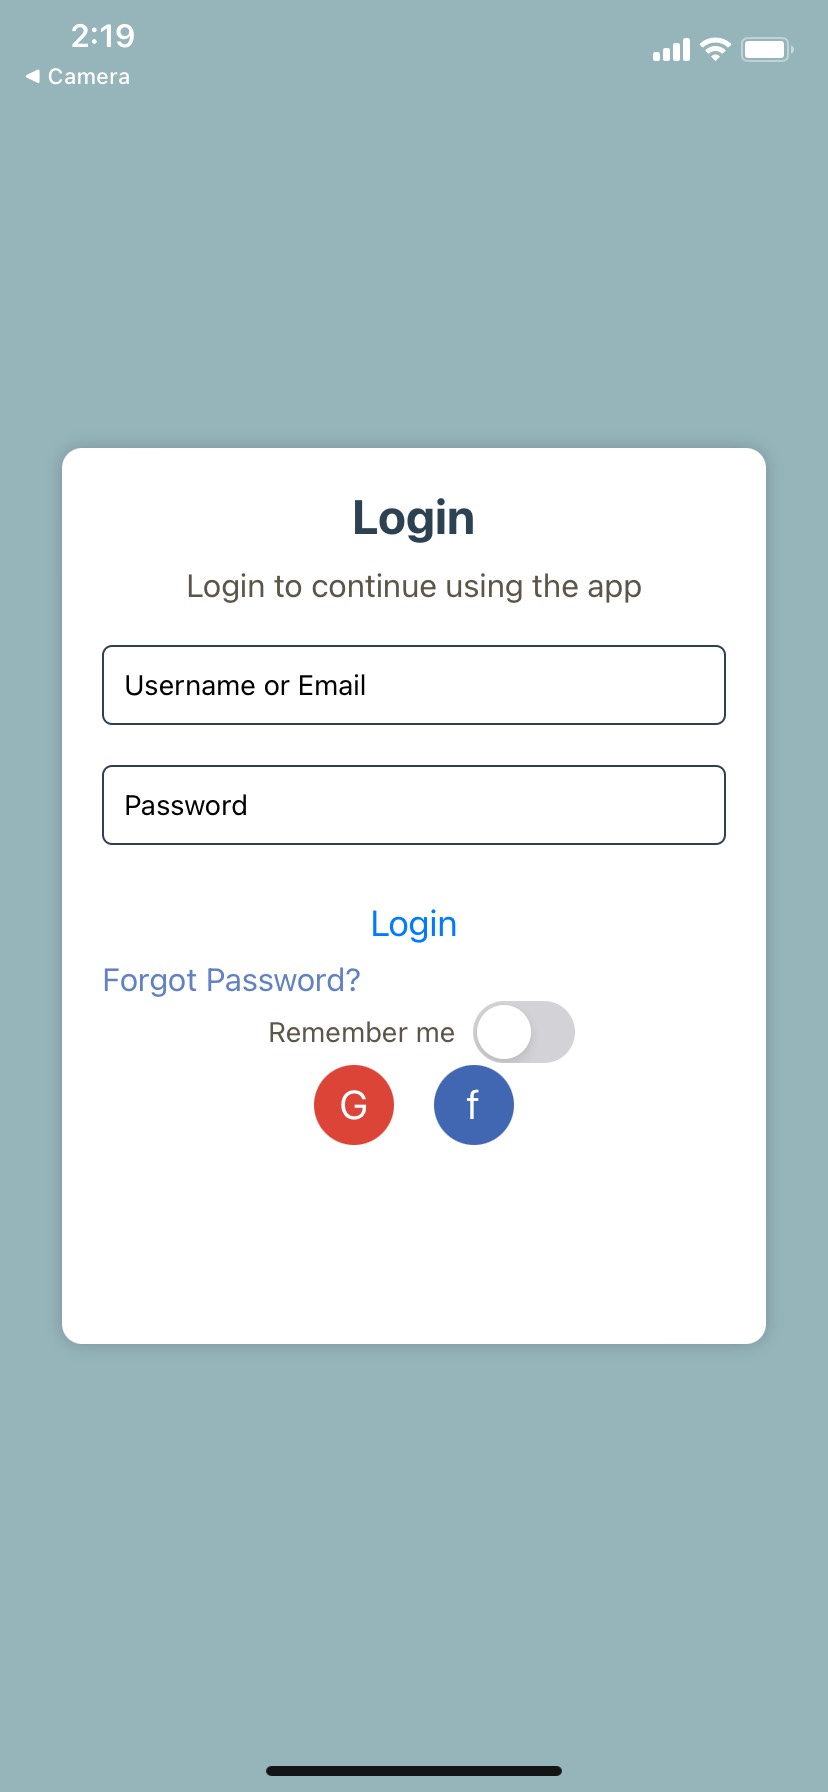 2:19
◀ Camera
Login
Login to continue using the app
Username or Email
Password
Login
Forgot Password?
Remember me
G f